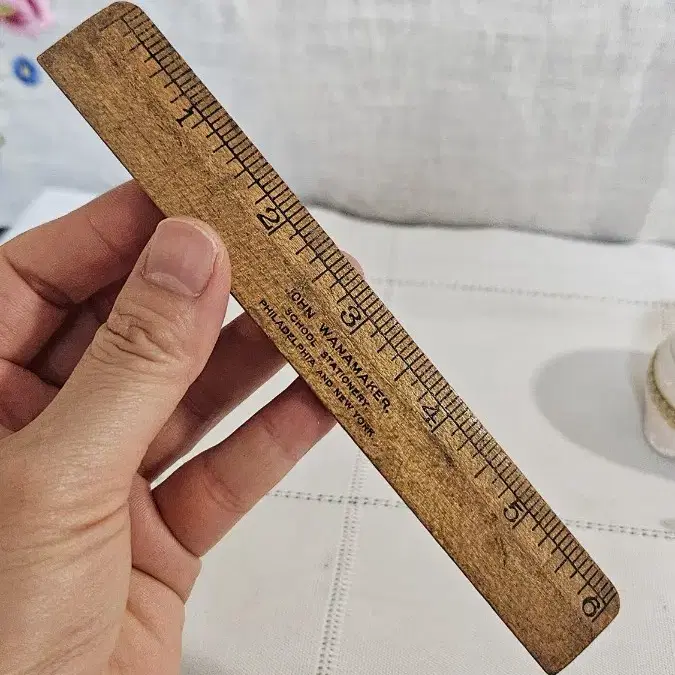 1 2 3 4 5 6
JOHN WANAMAKER.
SCHOOL STATIONERY.
PHILADELPHIA AND NEW YORK